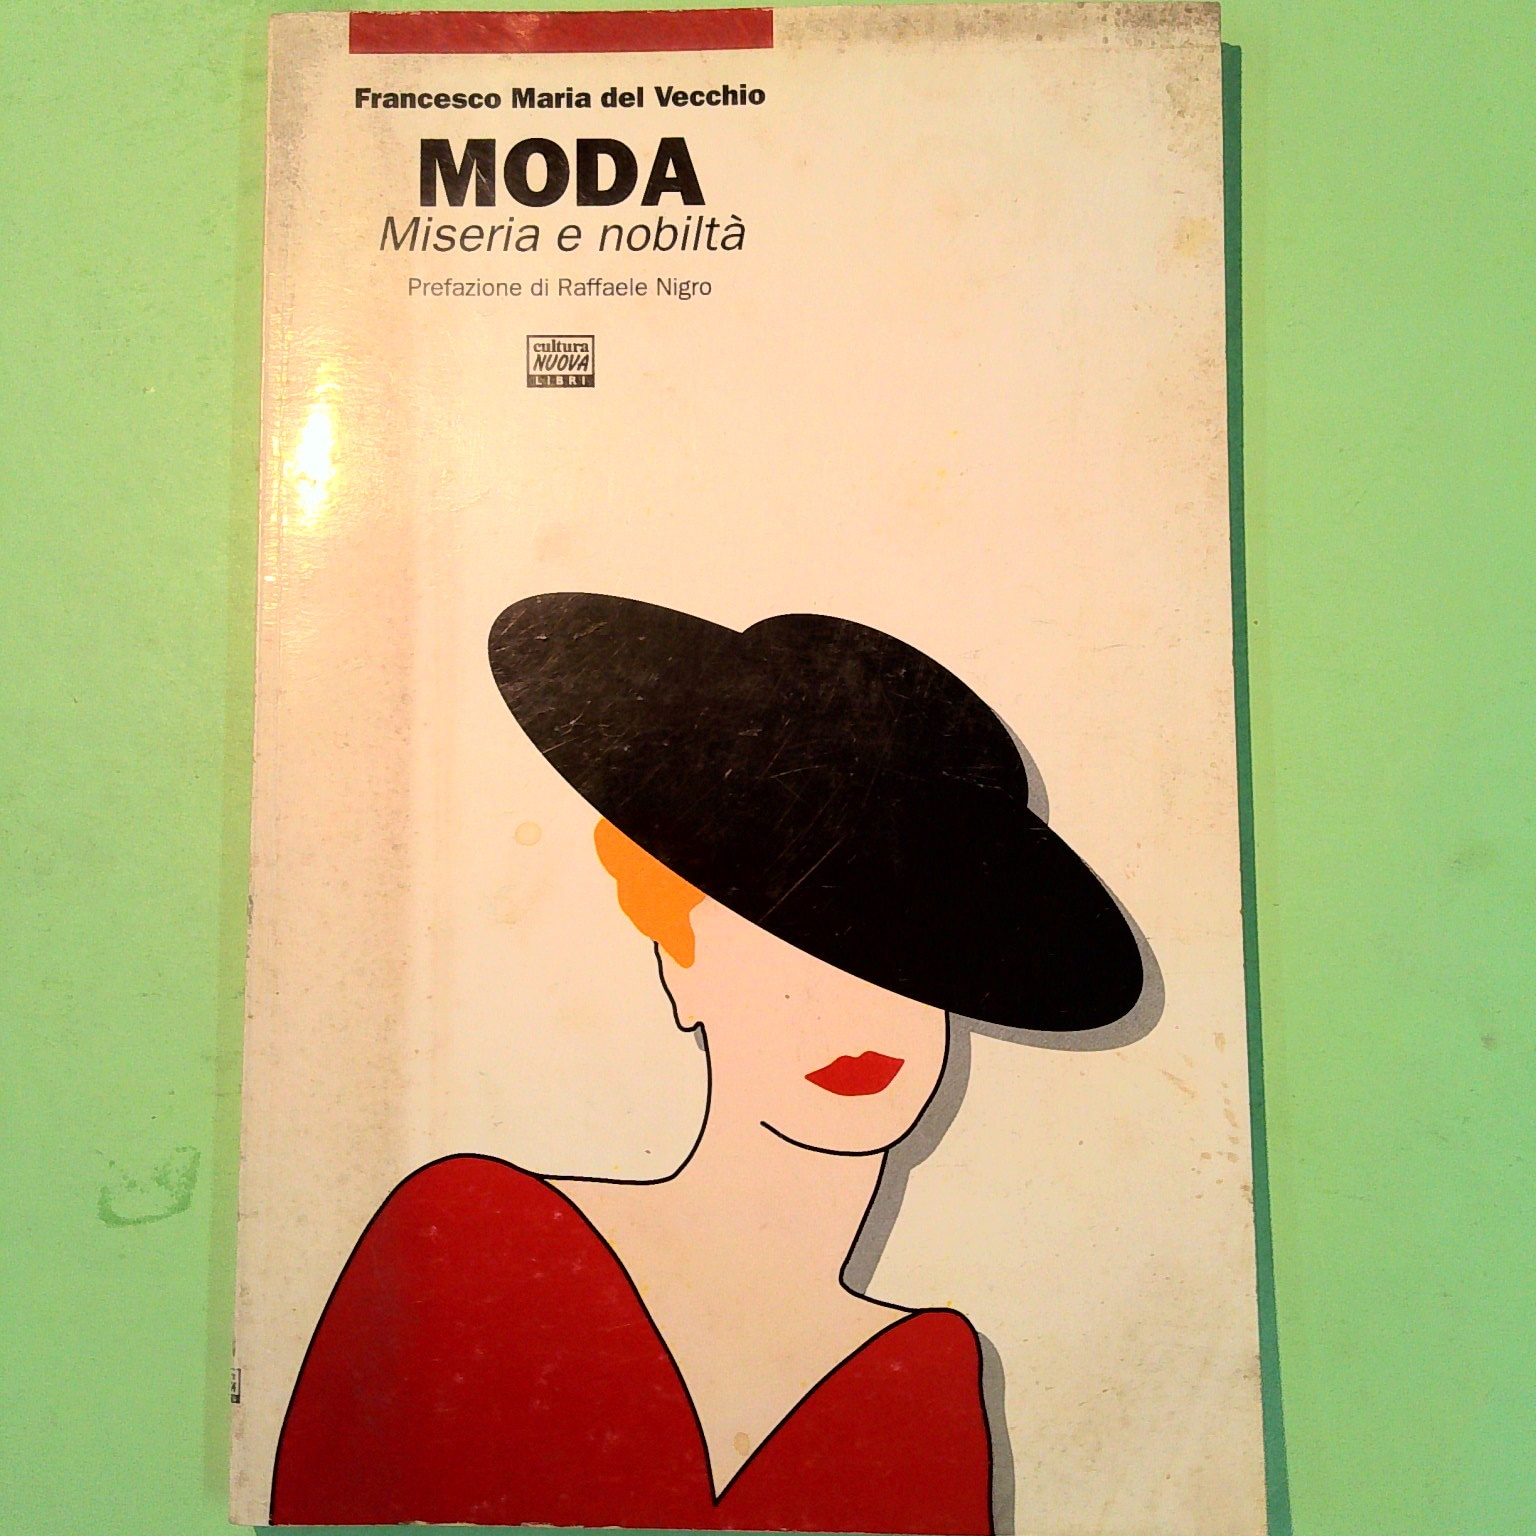 Francesco Maria del Vecchio
MODA
Miseria e nobiltà
Prefazione di Raffaele Nigro
cultura
NUOVA
LIBRI